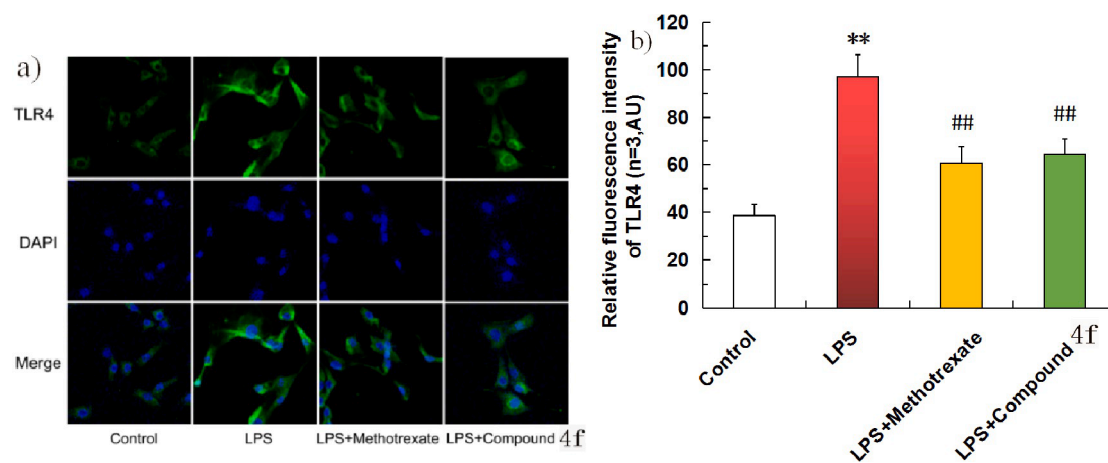 a)
TLR4
DAPI
Merge
Control
LPS
LPS+Methotrexate
LPS+Compound 4f
b)
Relative fluorescence intensity
of TLR4 (n=3,AU)
120
100
80
60
40
20
0
**
##
##
Control
LPS
LPS+Methotrexate
LPS+Compound 4f